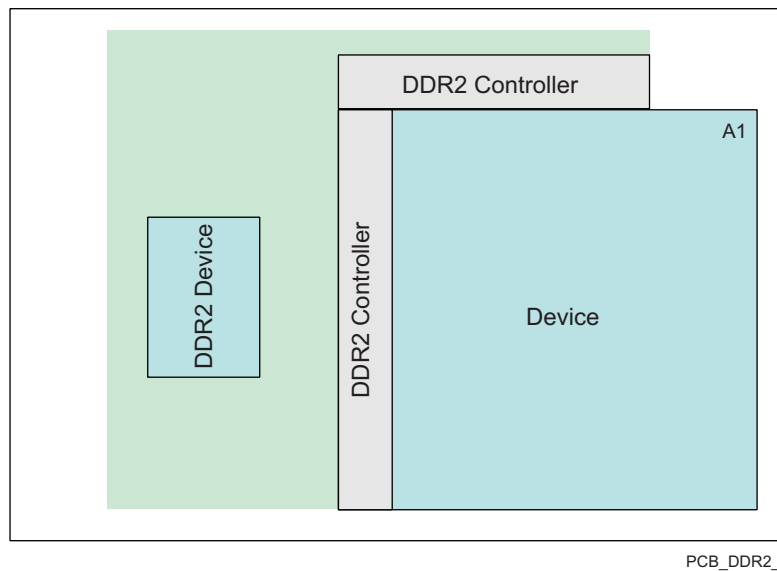 DDR2 Controller
A1
DDR2 Device
DDR2 Controller
Device
PCB_DDR2_